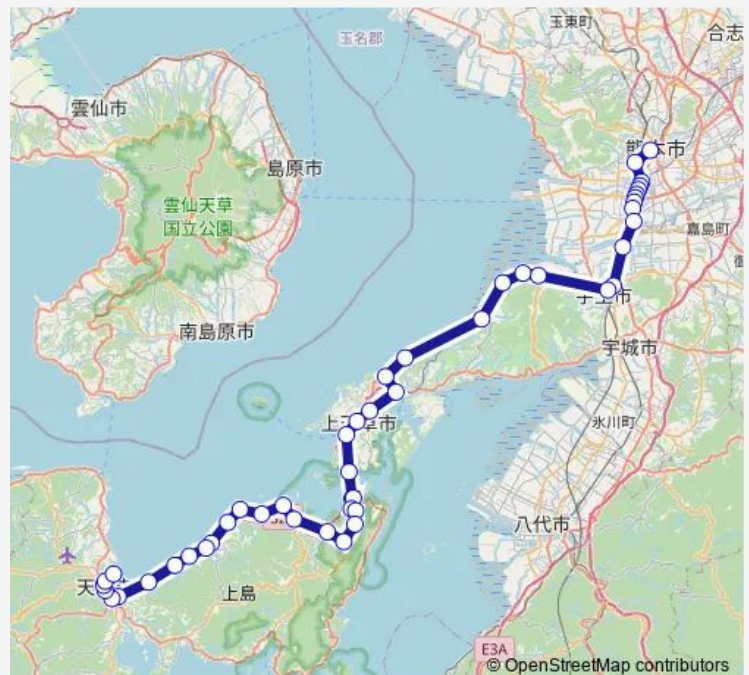 玉東町
合志
玉名郡
雲仙市
熊本市
島原市
雲仙天草
国立公園
嘉島町
宇土市
南島原市
宇城市
上天草市
氷川町
八代市
上島
E3A
© OpenStreetMap contributors